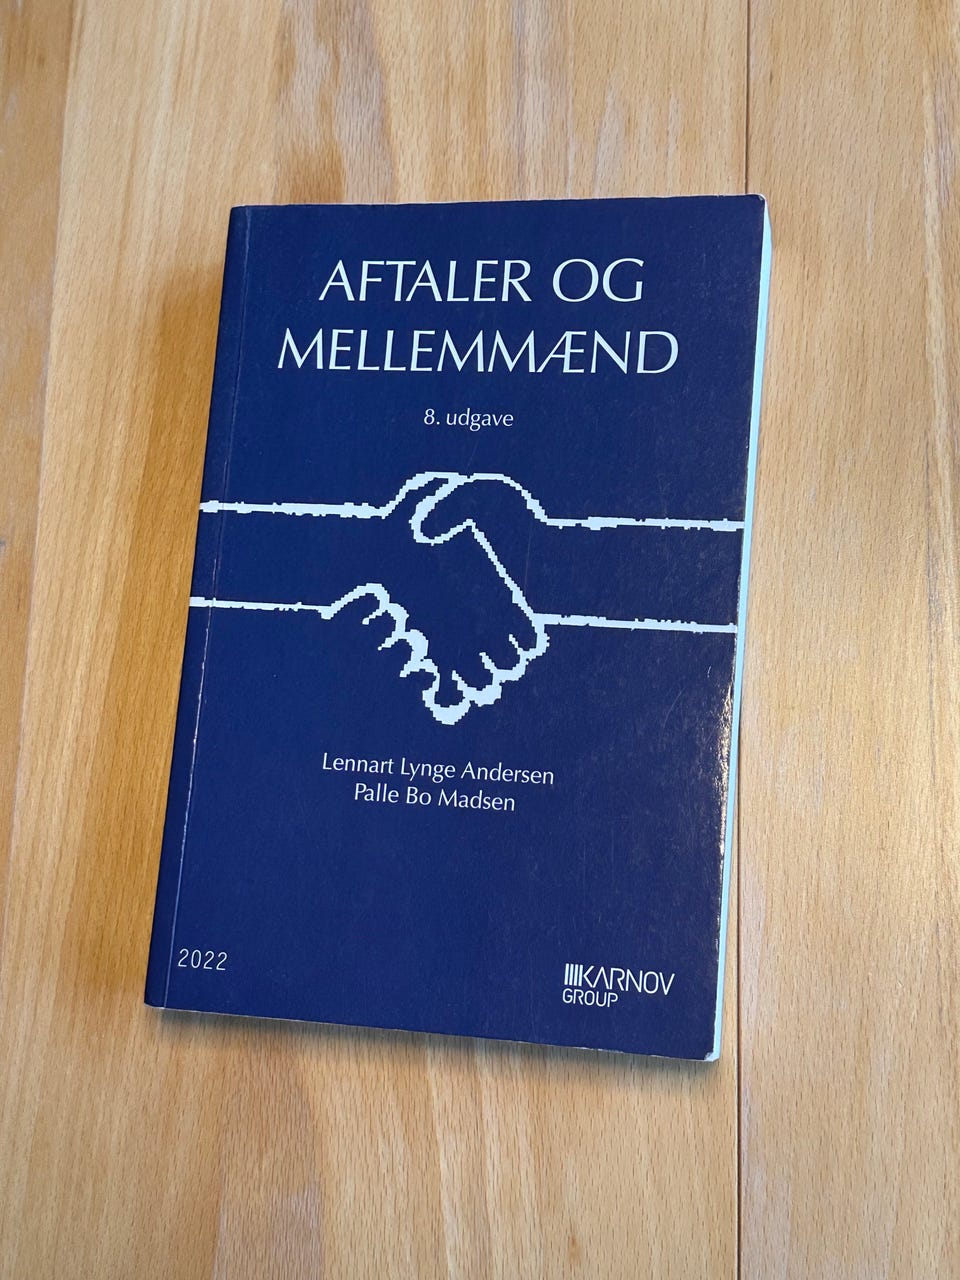 AFTALER OG
MELLEMMÆND
8. udgave
Lennart Lynge Andersen
Palle Bo Madsen
2022
KARNOV
GROUP